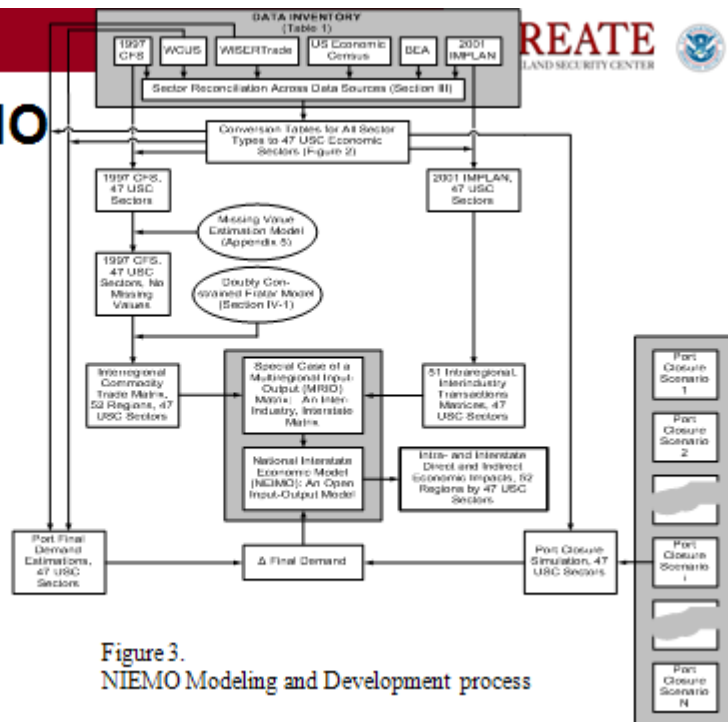 DATA INVENTORY
(Table 1)
1997
CFS
WCUS
WISERTrade
US Economic
Census
BEA
2001
IMPLAN
REATE
LAND SECURITY CENTER
Sector Reconciliation Across Data Sources (Section III)
MO
Conversion Tables for All Sector
Types to 47 USC Economic
Sectors (Figure 2)
1997 CFS,
47 USC
Sectors
2001 IMPLAN,
47 USC
Sectors
Missing Value
Estimation Model
(Appendix 5)
1997 CFS,
47 USC
Sectors, No
Missing
Values
Doubly Con-
strained Fratar Model
(Section IV-1)
Interregional
Commodity
Trade Matrix,
52 Regions, 47
USC Sectors
Special Case of a
Multiregional Input-
Output (MRIO)
Matrix: An Inter-
Industry, Interstate
Matrix
51 Intraregional,
Interindustry
Transactions
Matrices, 47
USC Sectors
National Interstate
Economic Model
(NEIMO): An Open
Input-Output Model
Intra- and Interstate
Direct and Indirect
Economic Impacts, 52
Regions by 47 USC
Sectors
Port Final
Demand
Estimations,
47 USC
Sectors
Δ Final Demand
Port Closure
Simulation, 47
USC Sectors
Port
Closure
Scenario
1
Port
Closure
Scenario
2
Port
Closure
Scenario
i
Port
Closure
Scenario
N
Figure 3.
NIEMO Modeling and Development process